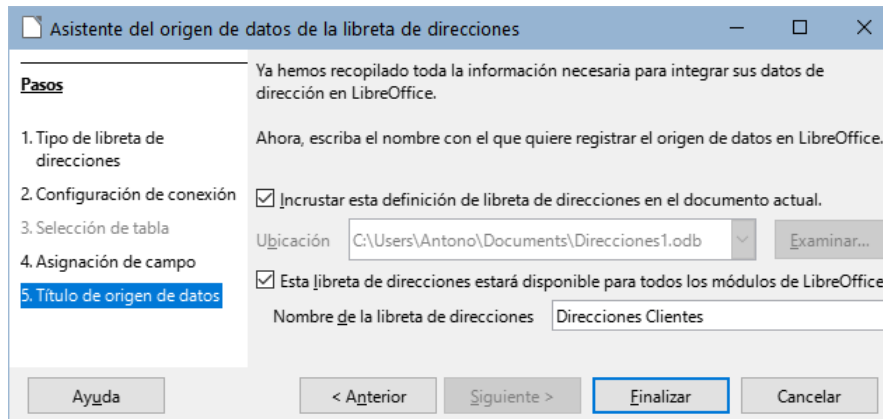 Asistente del origen de datos de la libreta de direcciones
Pasos
1. Tipo de libreta de
direcciones
2. Configuración de conexión
3. Selección de tabla
4. Asignación de campo
5. Título de origen de datos
Ya hemos recopilado toda la información necesaria para integrar sus datos de
dirección en LibreOffice.
Ahora, escriba el nombre con el que quiere registrar el origen de datos en LibreOffice.
Incrustar esta definición de libreta de direcciones en el documento actual.
Ubicación C:\Users\Antono\Documents\Direcciones1.odb Examinar...
Esta libreta de direcciones estará disponible para todos los módulos de LibreOffice
Nombre de la libreta de direcciones Direcciones Clientes
Ayuda < Anterior Siguiente > Finalizar Cancelar